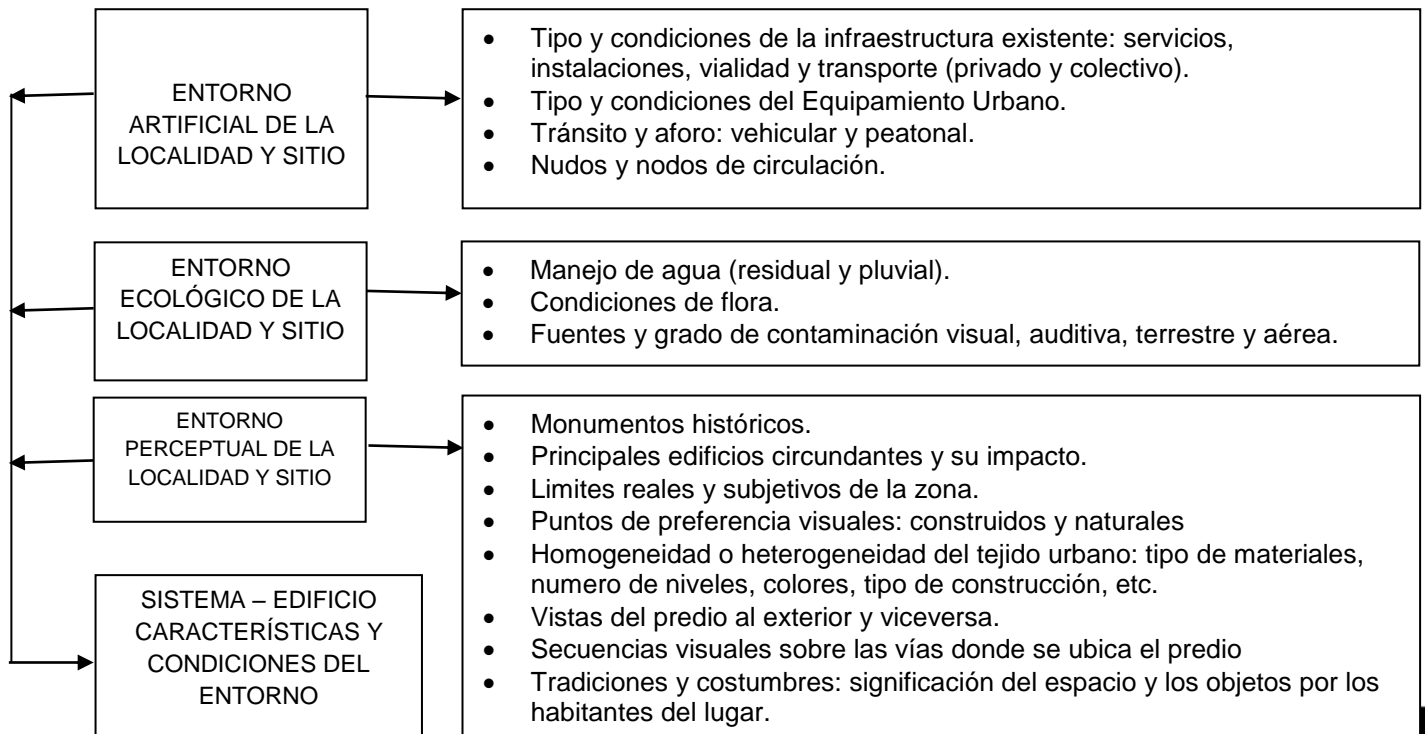 ENTORNO
ARTIFICIAL DE LA
LOCALIDAD Y SITIO
• Tipo y condiciones de la infraestructura existente: servicios,
instalaciones, vialidad y transporte (privado y colectivo).
• Tipo y condiciones del Equipamiento Urbano.
• Tránsito y aforo: vehicular y peatonal.
• Nudos y nodos de circulación.
ENTORNO
ECOLÓGICO DE LA
LOCALIDAD Y SITIO
• Manejo de agua (residual y pluvial).
• Condiciones de flora.
• Fuentes y grado de contaminación visual, auditiva, terrestre y aérea.
ENTORNO
PERCEPTUAL DE LA
LOCALIDAD Y SITIO
• Monumentos históricos.
• Principales edificios circundantes y su impacto.
• Limites reales y subjetivos de la zona.
• Puntos de preferencia visuales: construidos y naturales
• Homogeneidad o heterogeneidad del tejido urbano: tipo de materiales,
numero de niveles, colores, tipo de construcción, etc.
• Vistas del predio al exterior y viceversa.
• Secuencias visuales sobre las vías donde se ubica el predio
• Tradiciones y costumbres: significación del espacio y los objetos por los
habitantes del lugar.
SISTEMA – EDIFICIO
CARACTERÍSTICAS Y
CONDICIONES DEL
ENTORNO